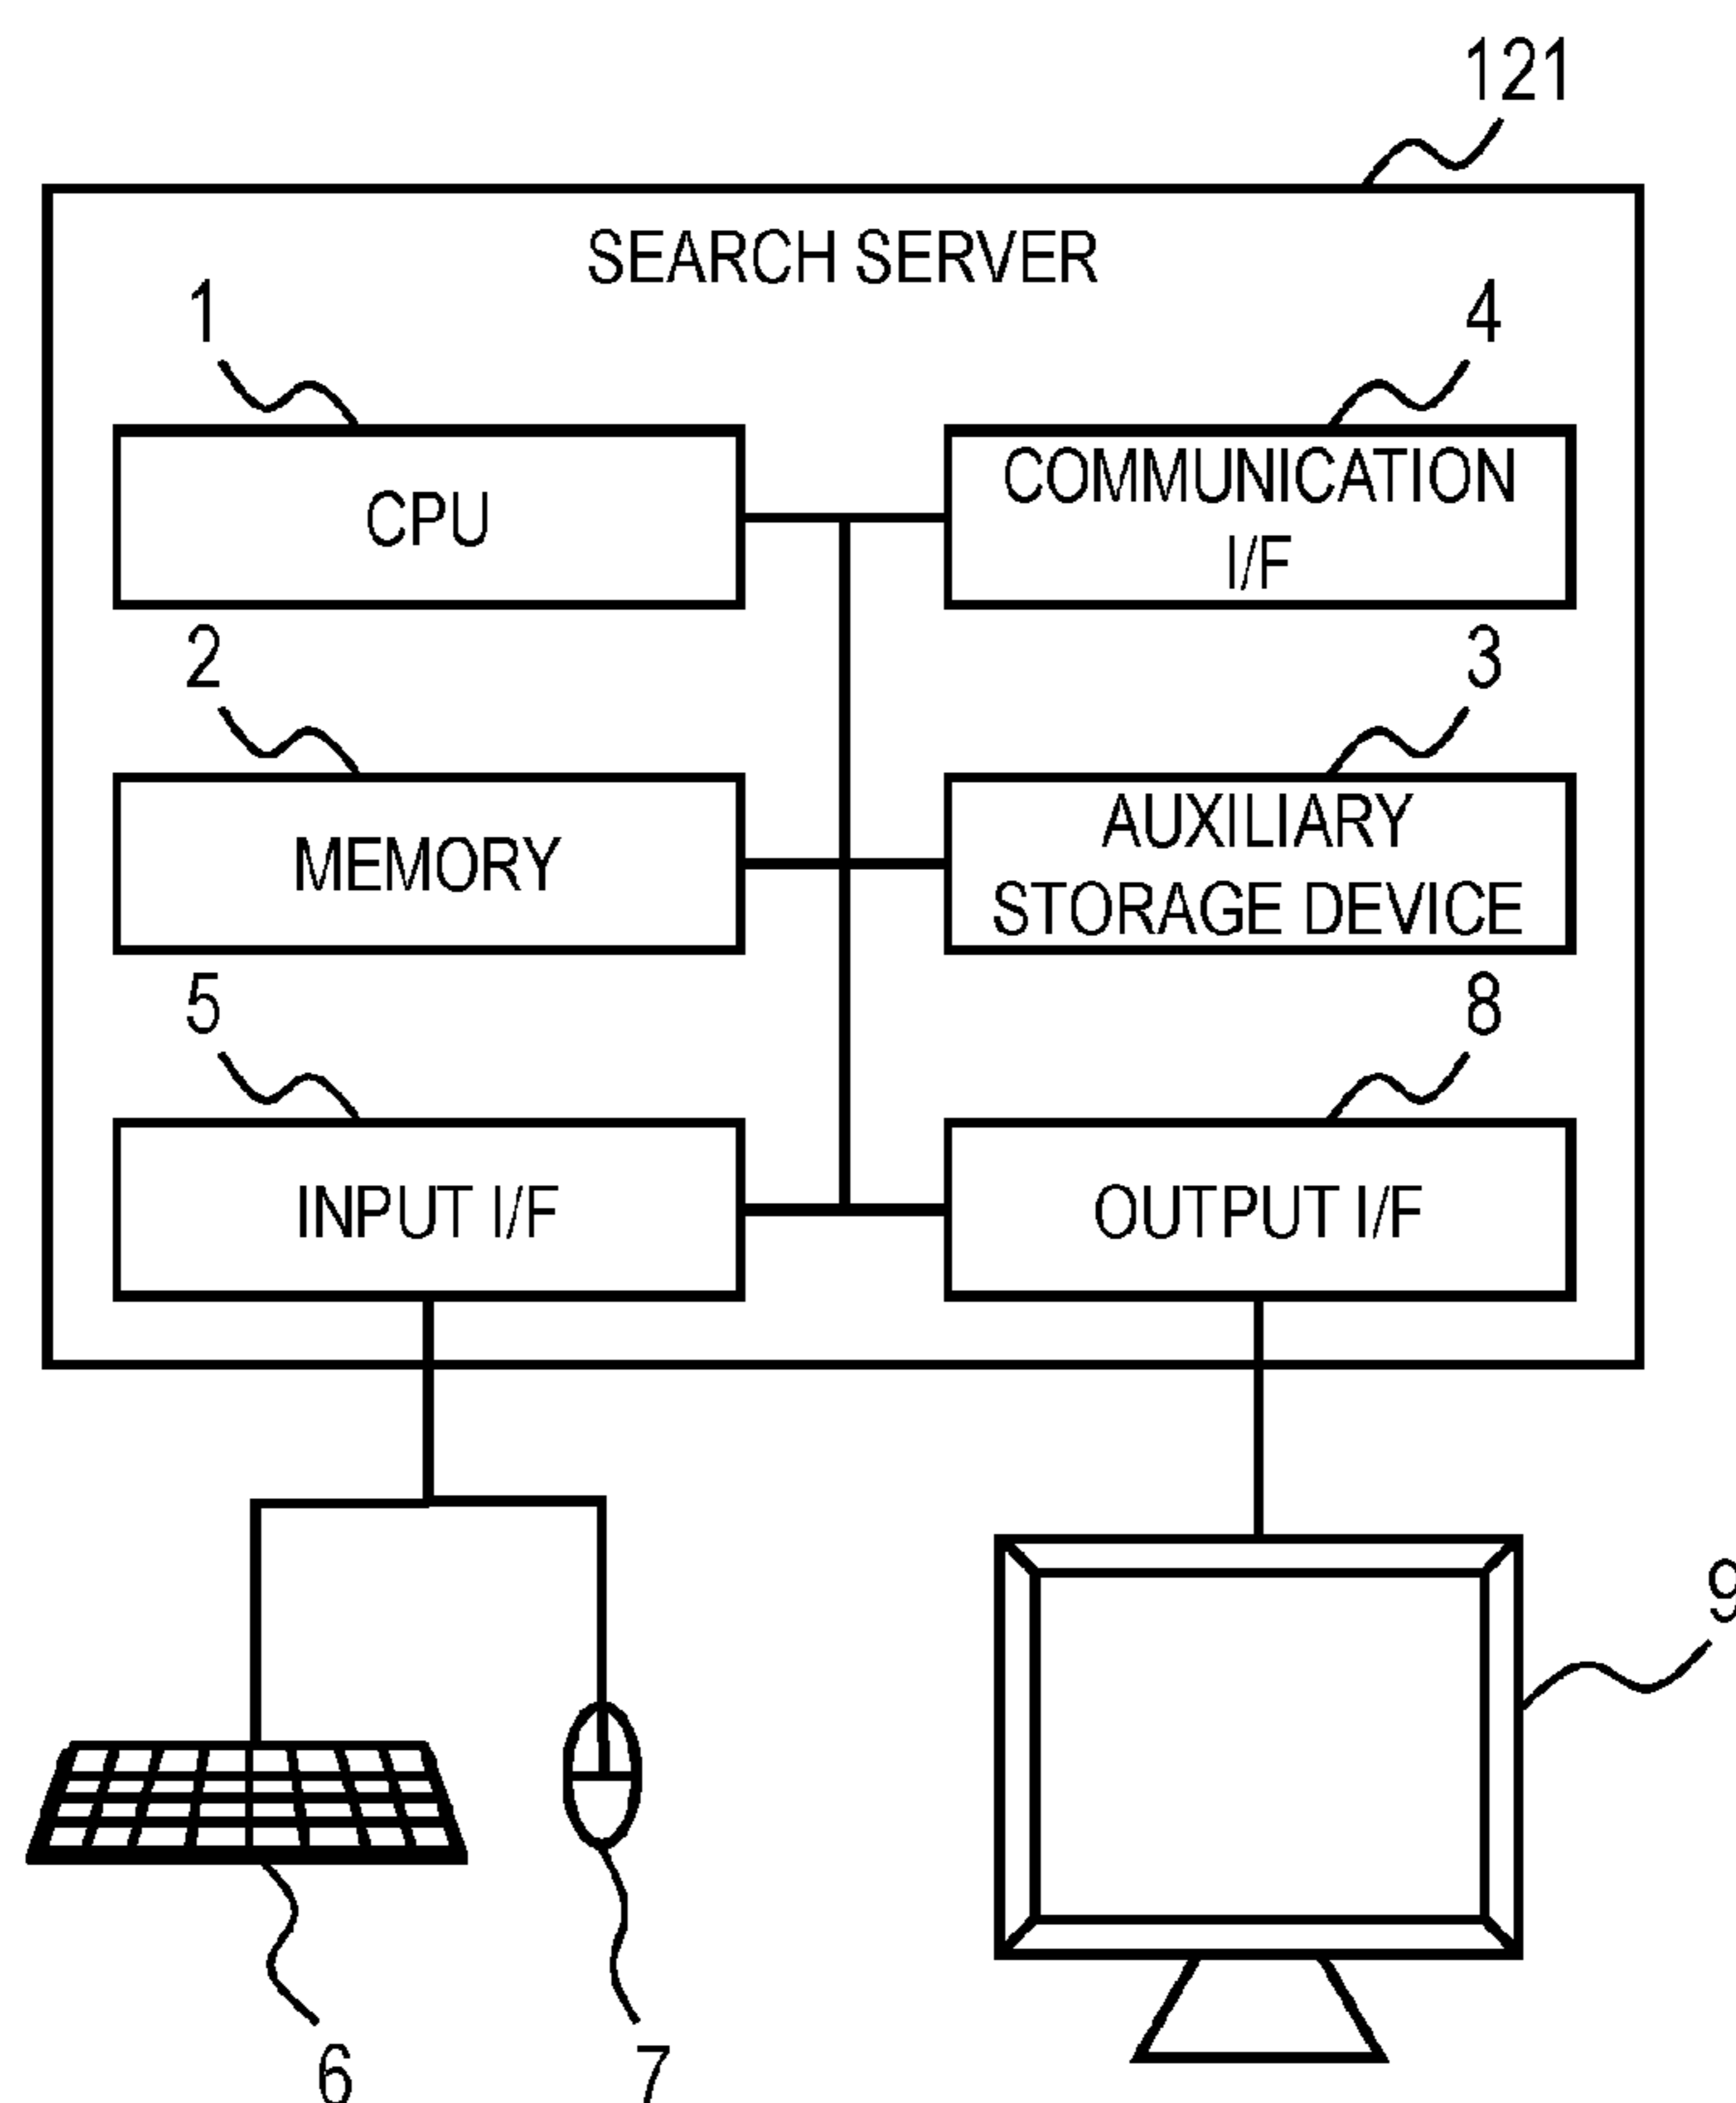 121
SEARCH SERVER
1
4
CPU
COMMUNICATION
I/F
2
3
MEMORY
AUXILIARY
STORAGE DEVICE
5
8
INPUT I/F
OUTPUT I/F
9
6
7